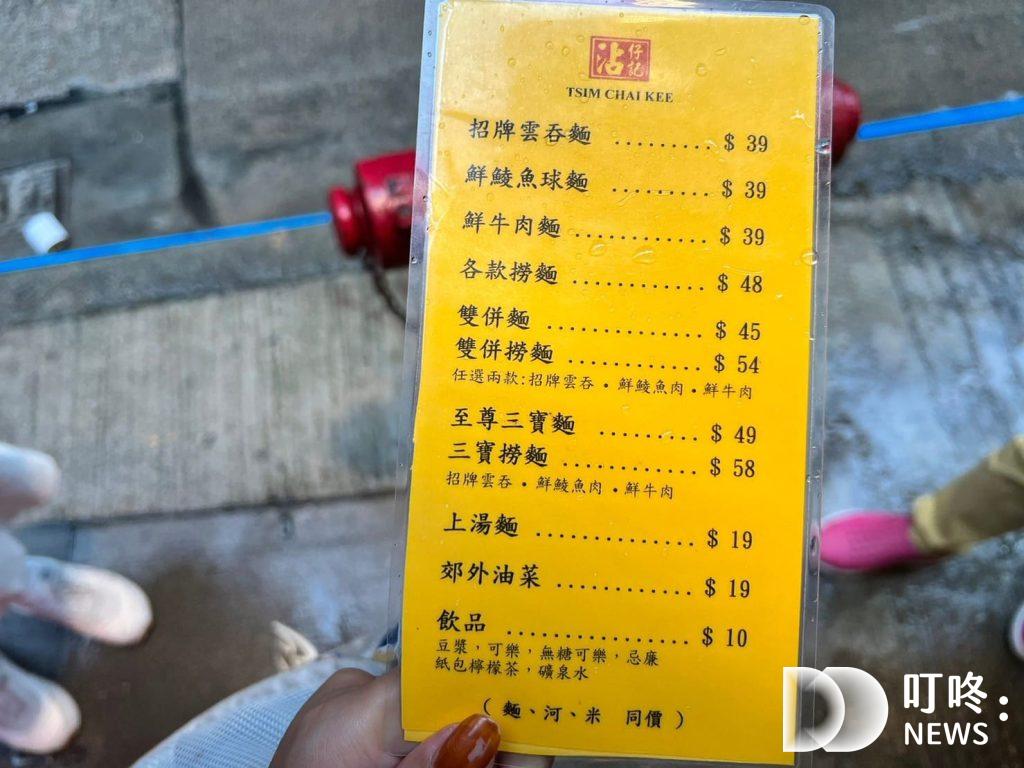 沾仔記
TSIM CHAI KEE
招牌雲吞麵 ......... $ 39
鮮鯪魚球麵 ......... $ 39
鮮牛肉麵 ............ $ 39
各款撈麵 ............ $ 48
雙併麵 .............. $ 45
雙併撈麵 ............ $ 54
任選兩款:招牌雲吞•鮮鯪魚肉•鮮牛肉
至尊三寶麵 ......... $ 49
三寶撈麵 ............ $ 58
招牌雲吞•鮮鯪魚肉•鮮牛肉
上湯麵 .............. $ 19
郊外油菜 ............ $ 19
飲品 ................ $ 10
豆漿，可樂，無糖可樂，忌廉
紙包檸檬茶，礦泉水
（ 麵、河、米 同價 ）
叮咚:
NEWS